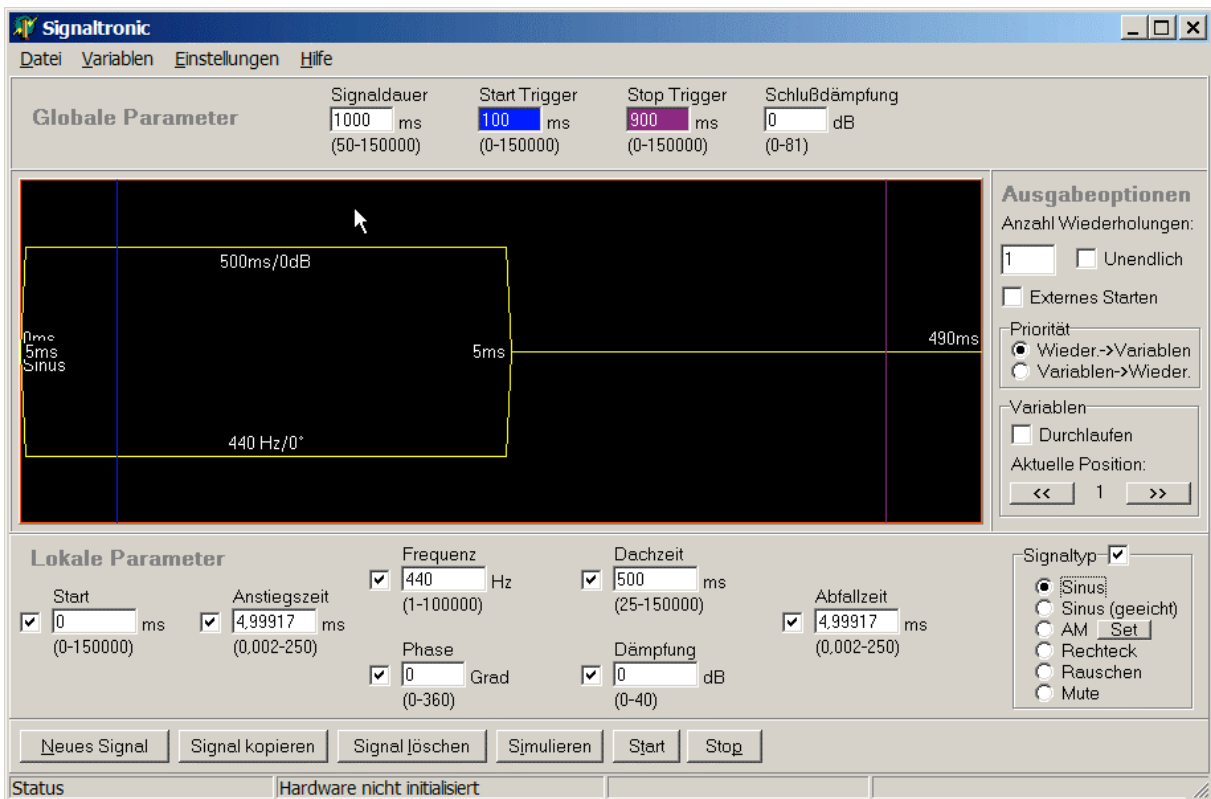 Signaltronic
Datei Variablen Einstellungen Hilfe
Globale Parameter
Signaldauer Start Trigger Stop Trigger Schlußdämpfung
1000 ms 100 ms 900 ms 0 dB
(50-150000) (0-150000) (0-150000) (0-81)
500ms/0dB
0ms
5ms
Sinus
5ms
490ms
440 Hz/0°
Ausgabeoptionen
Anzahl Wiederholungen:
1 Unendlich
Externes Starten
Priorität
Wieder.->Variablen
Variablen->Wieder.
Variablen
Durchlaufen
Aktuelle Position:
<< 1 >>
Lokale Parameter
Start
0 ms
(0-150000)
Anstiegszeit
4,99917 ms
(0,002-250)
Frequenz
440 Hz
(1-100000)
Phase
0 Grad
(0-360)
Dachzeit
500 ms
(25-150000)
Dämpfung
0 dB
(0-40)
Abfallzeit
4,99917 ms
(0,002-250)
Signaltyp
Sinus
Sinus (geeicht)
AM Set
Rechteck
Rauschen
Mute
Neues Signal Signal kopieren Signal löschen Simulieren Start Stop
Status Hardware nicht initialisiert